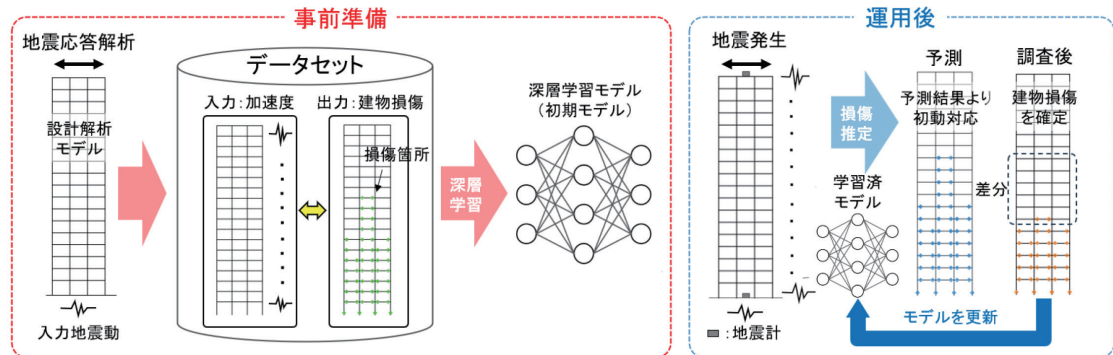 事前準備
地震応答解析
設計解析
モデル
入力地震動
データセット
入力：加速度
出力：建物損傷
損傷箇所
深層
学習
深層学習モデル
（初期モデル）
運用後
地震発生
損傷
推定
学習済
モデル
予測
予測結果より
初動対応
差分
調査後
建物損傷
を確定
モデルを更新
：地震計